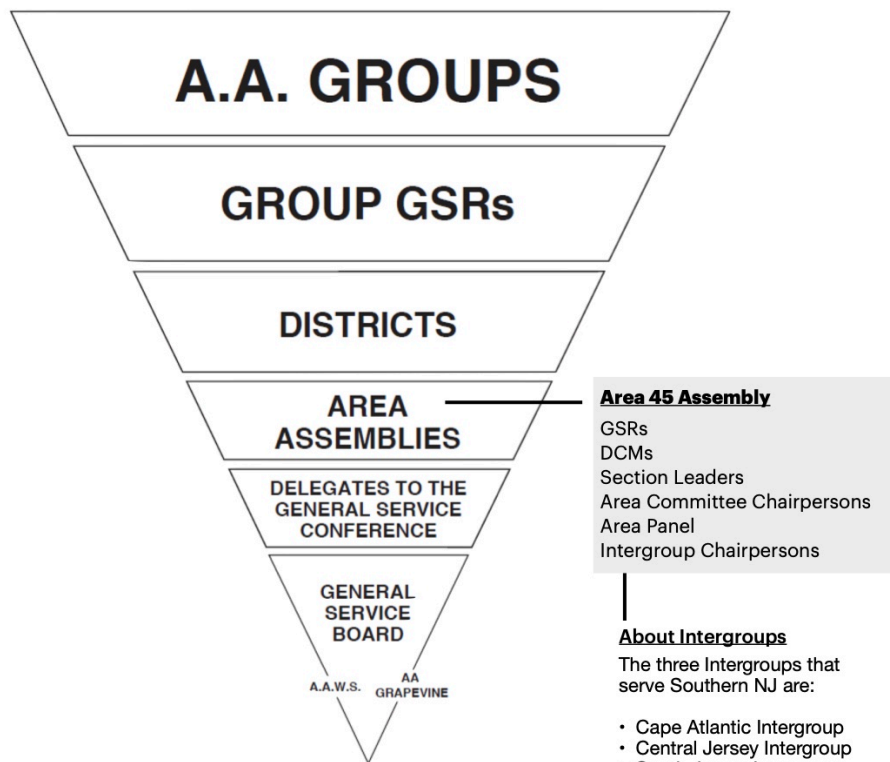 A.A. GROUPS
GROUP GSRs
DISTRICTS
AREA
ASSEMBLIES
DELEGATES TO THE
GENERAL SERVICE
CONFERENCE
GENERAL
SERVICE
BOARD
A.A.W.S.
AA
GRAPEVINE
Area 45 Assembly
GSRs
DCMs
Section Leaders
Area Committee Chairpersons
Area Panel
Intergroup Chairpersons
About Intergroups
The three Intergroups that
serve Southern NJ are:
• Cape Atlantic Intergroup
• Central Jersey Intergroup